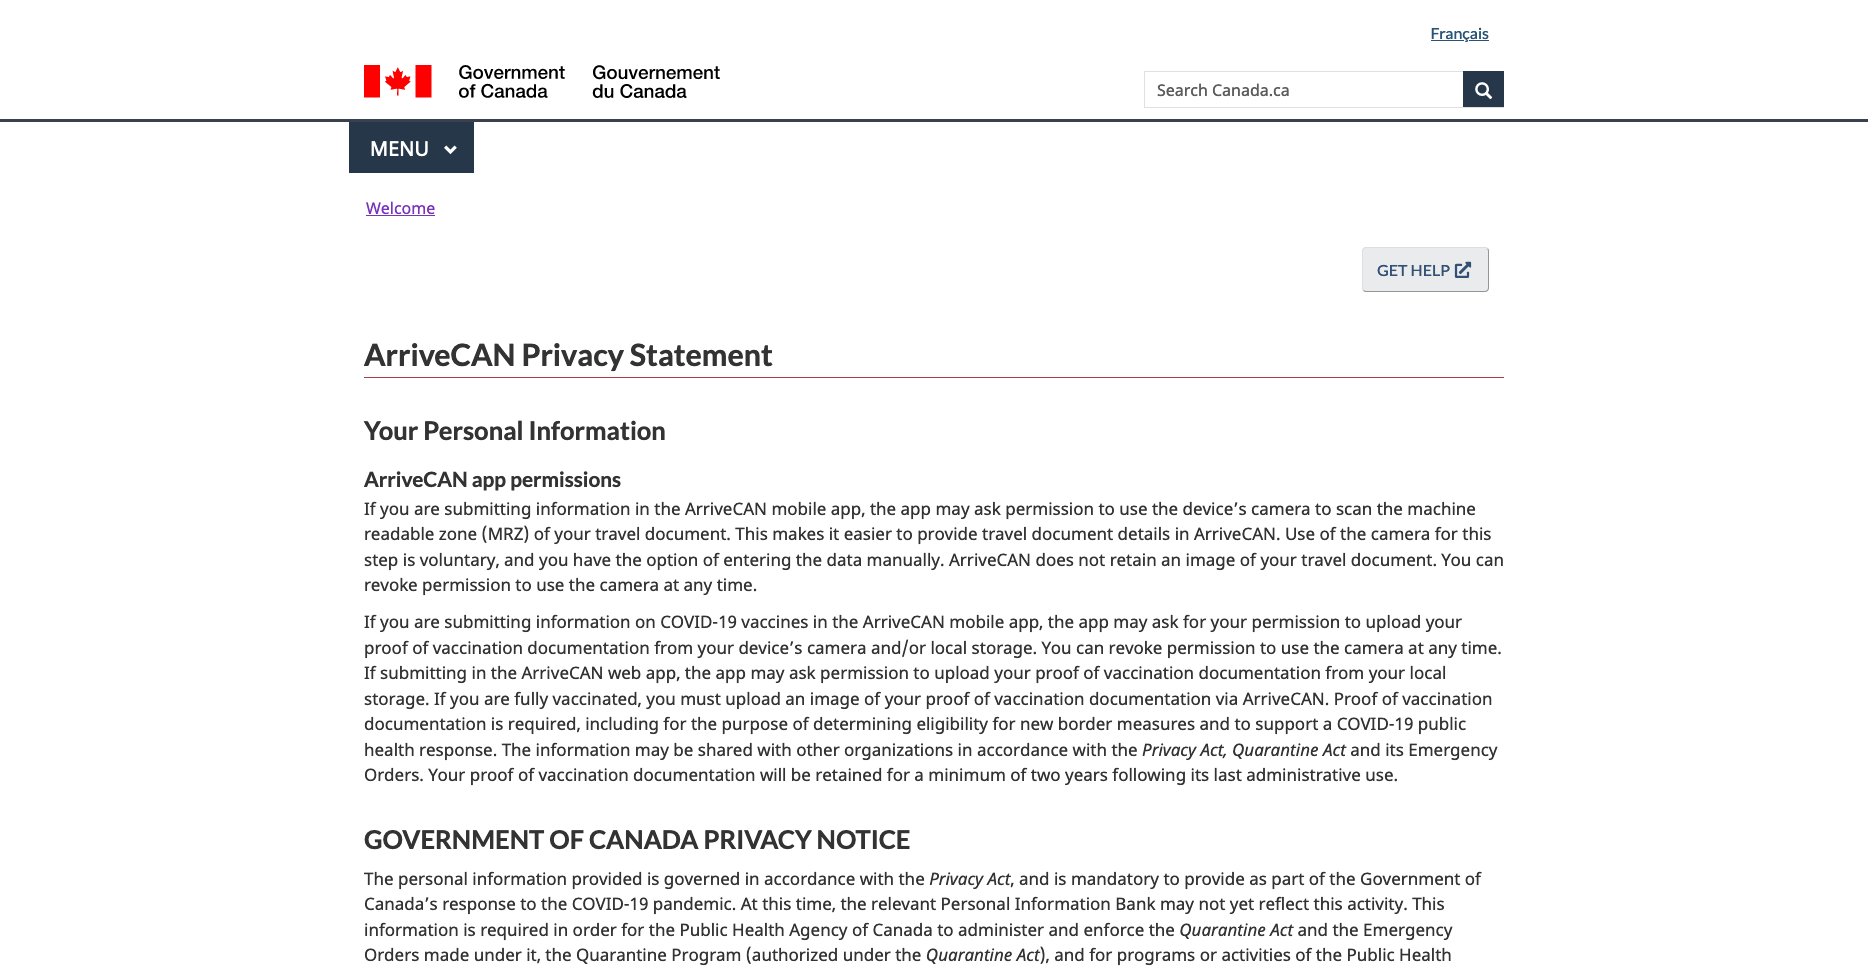 Français
Government
of Canada
Gouvernement
du Canada
Search Canada.ca
MENU
Welcome
GET HELP
ArriveCAN Privacy Statement
Your Personal Information
ArriveCAN app permissions
If you are submitting information in the ArriveCAN mobile app, the app may ask permission to use the device’s camera to scan the machine
readable zone (MRZ) of your travel document. This makes it easier to provide travel document details in ArriveCAN. Use of the camera for this
step is voluntary, and you have the option of entering the data manually. ArriveCAN does not retain an image of your travel document. You can
revoke permission to use the camera at any time.
If you are submitting information on COVID-19 vaccines in the ArriveCAN mobile app, the app may ask for your permission to upload your
proof of vaccination documentation from your device’s camera and/or local storage. You can revoke permission to use the camera at any time.
If submitting in the ArriveCAN web app, the app may ask permission to upload your proof of vaccination documentation from your local
storage. If you are fully vaccinated, you must upload an image of your proof of vaccination documentation via ArriveCAN. Proof of vaccination
documentation is required, including for the purpose of determining eligibility for new border measures and to support a COVID-19 public
health response. The information may be shared with other organizations in accordance with the Privacy Act, Quarantine Act and its Emergency
Orders. Your proof of vaccination documentation will be retained for a minimum of two years following its last administrative use.
GOVERNMENT OF CANADA PRIVACY NOTICE
The personal information provided is governed in accordance with the Privacy Act, and is mandatory to provide as part of the Government of
Canada’s response to the COVID-19 pandemic. At this time, the relevant Personal Information Bank may not yet reflect this activity. This
information is required in order for the Public Health Agency of Canada to administer and enforce the Quarantine Act and the Emergency
Orders made under it, the Quarantine Program (authorized under the Quarantine Act), and for programs or activities of the Public Health